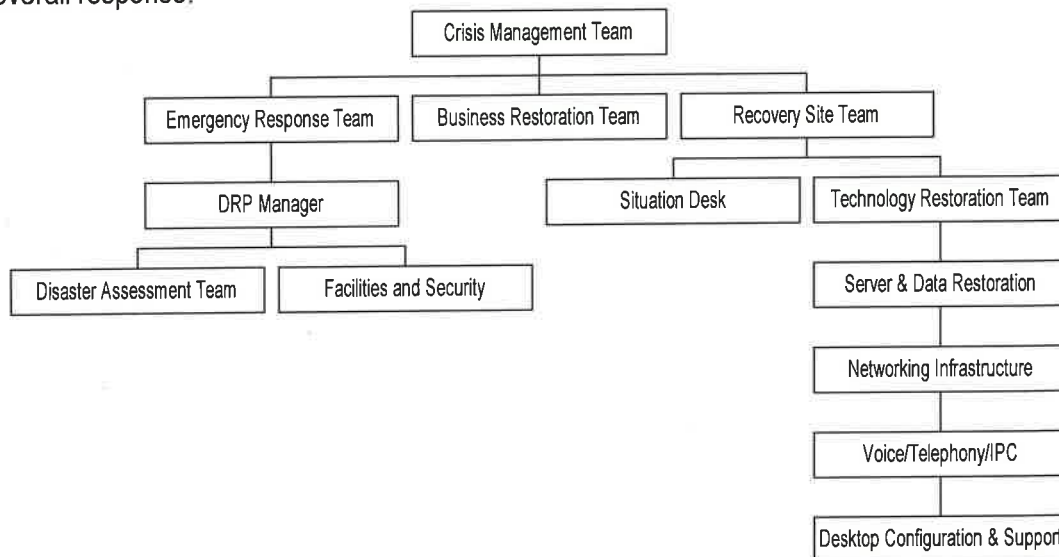 overall response.
Crisis Management Team
Emergency Response Team
Business Restoration Team
Recovery Site Team
DRP Manager
Situation Desk
Technology Restoration Team
Disaster Assessment Team
Facilities and Security
Server & Data Restoration
Networking Infrastructure
Voice/Telephony/IPC
Desktop Configuration & Support